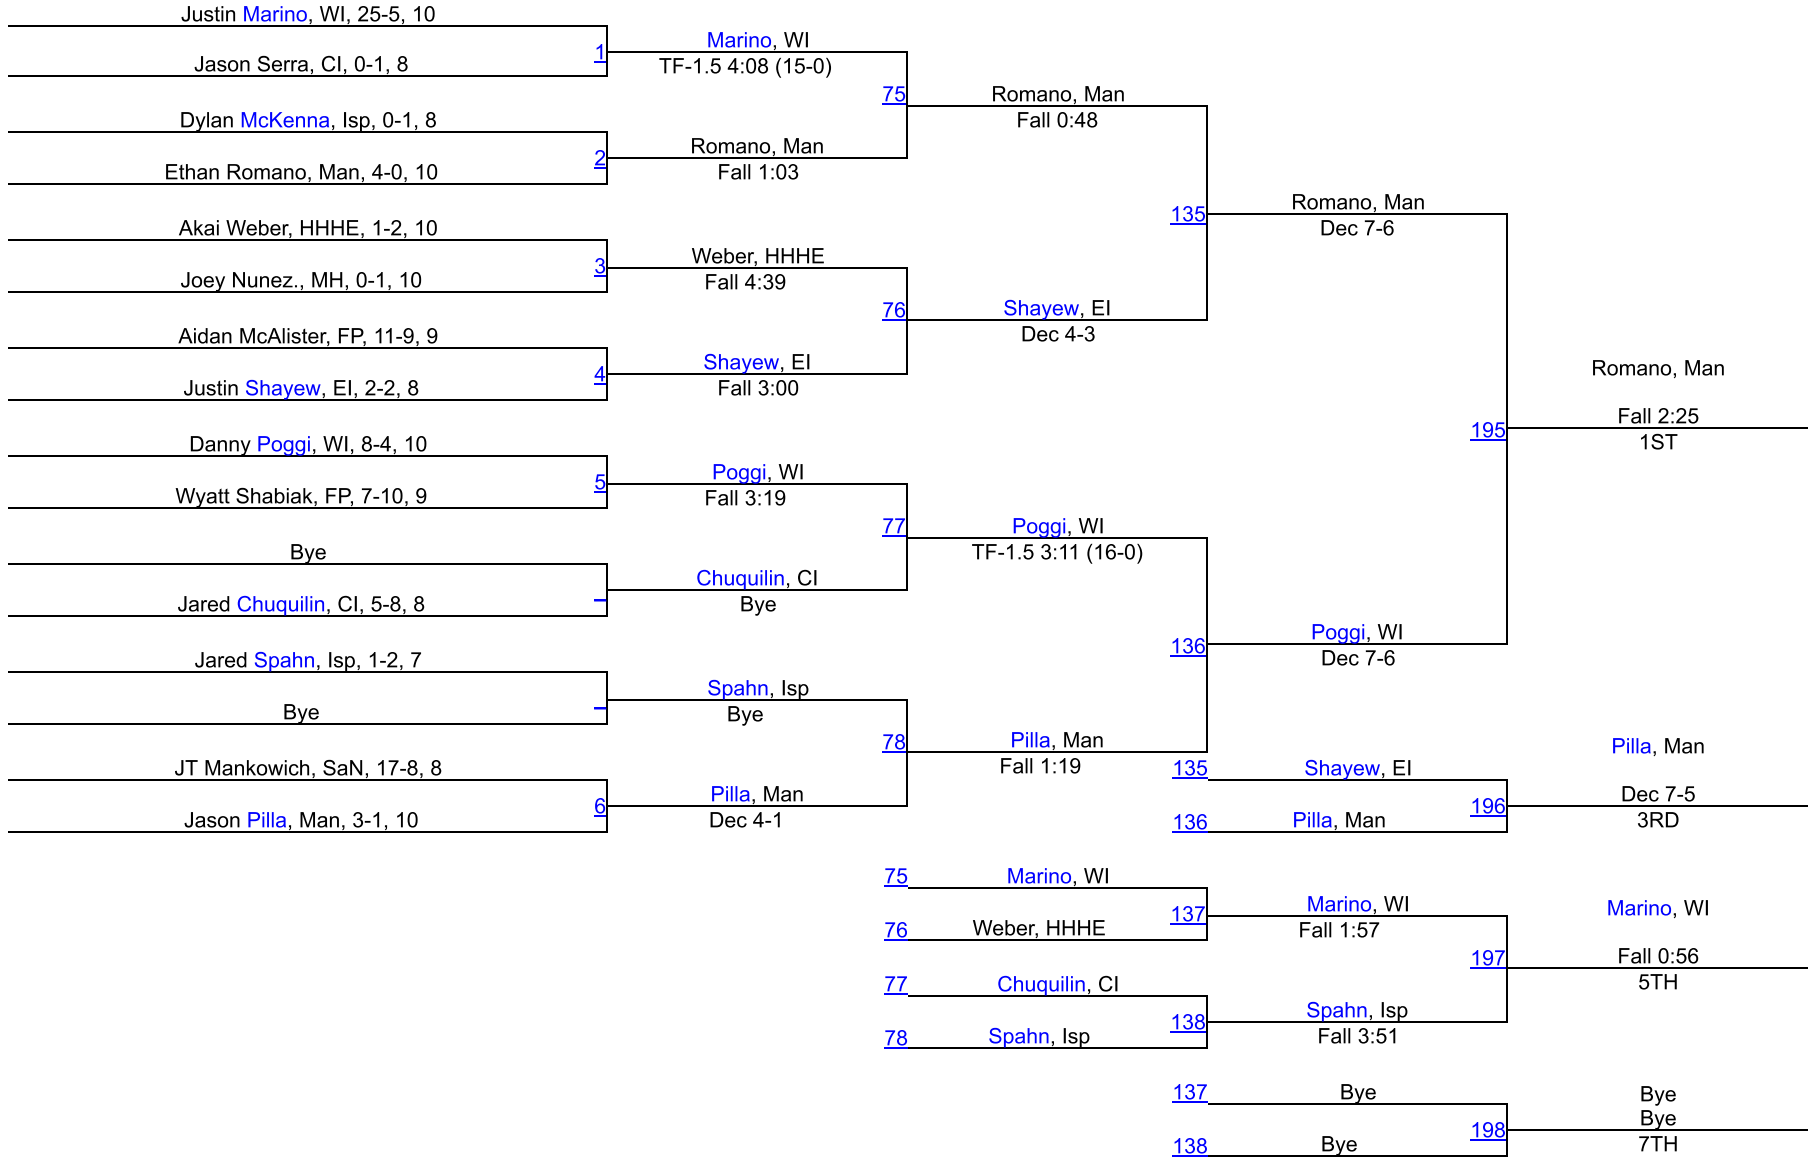 Justin Marino, WI, 25-5, 10
1
Jason Serra, CI, 0-1, 8
Dylan McKenna, Isp, 0-1, 8
2
Ethan Romano, Man, 4-0, 10
Akai Weber, HHHE, 1-2, 10
3
Joey Nunez., MH, 0-1, 10
Aidan McAlister, FP, 11-9, 9
4
Justin Shayew, EI, 2-2, 8
Danny Poggi, WI, 8-4, 10
5
Wyatt Shabiak, FP, 7-10, 9
Bye
Jared Chuquilin, CI, 5-8, 8
Jared Spahn, Isp, 1-2, 7
Bye
JT Mankowich, SaN, 17-8, 8
6
Jason Pilla, Man, 3-1, 10
Marino, WI
TF-1.5 4:08 (15-0)
75
Romano, Man
Fall 1:03
Weber, HHHE
Fall 4:39
76
Shayew, EI
Fall 3:00
Poggi, WI
Fall 3:19
77
Chuquilin, CI
Bye
Spahn, Isp
Bye
78
Pilla, Man
Dec 4-1
Romano, Man
Fall 0:48
135
Shayew, EI
Dec 4-3
Poggi, WI
TF-1.5 3:11 (16-0)
136
Pilla, Man
Fall 1:19
Romano, Man
Dec 7-6
195
Poggi, WI
Dec 7-6
Romano, Man
Fall 2:25
1ST
135
Shayew, EI
196
136
Pilla, Man
Pilla, Man
Dec 7-5
3RD
75
Marino, WI
137
76
Weber, HHHE
77
Chuquilin, CI
138
78
Spahn, Isp
Marino, WI
Fall 1:57
197
Spahn, Isp
Fall 3:51
Marino, WI
Fall 0:56
5TH
137
Bye
198
138
Bye
Bye
Bye
7TH